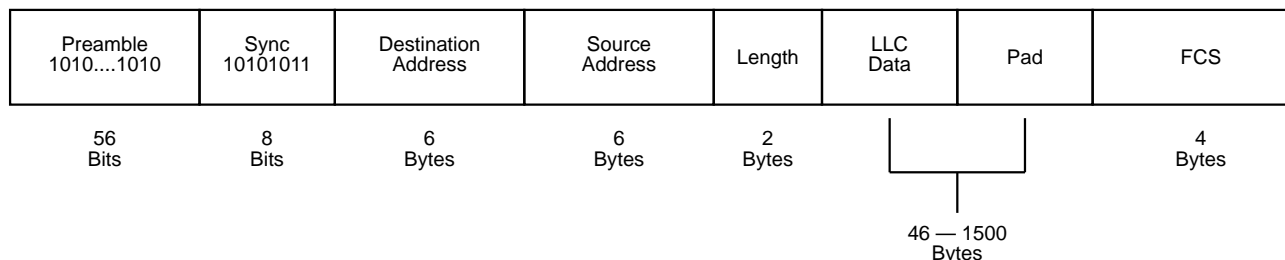 Preamble
1010....1010
Sync
10101011
Destination
Address
Source
Address
Length
LLC
Data
Pad
FCS
56
Bits
8
Bits
6
Bytes
6
Bytes
2
Bytes
4
Bytes
46 — 1500
Bytes